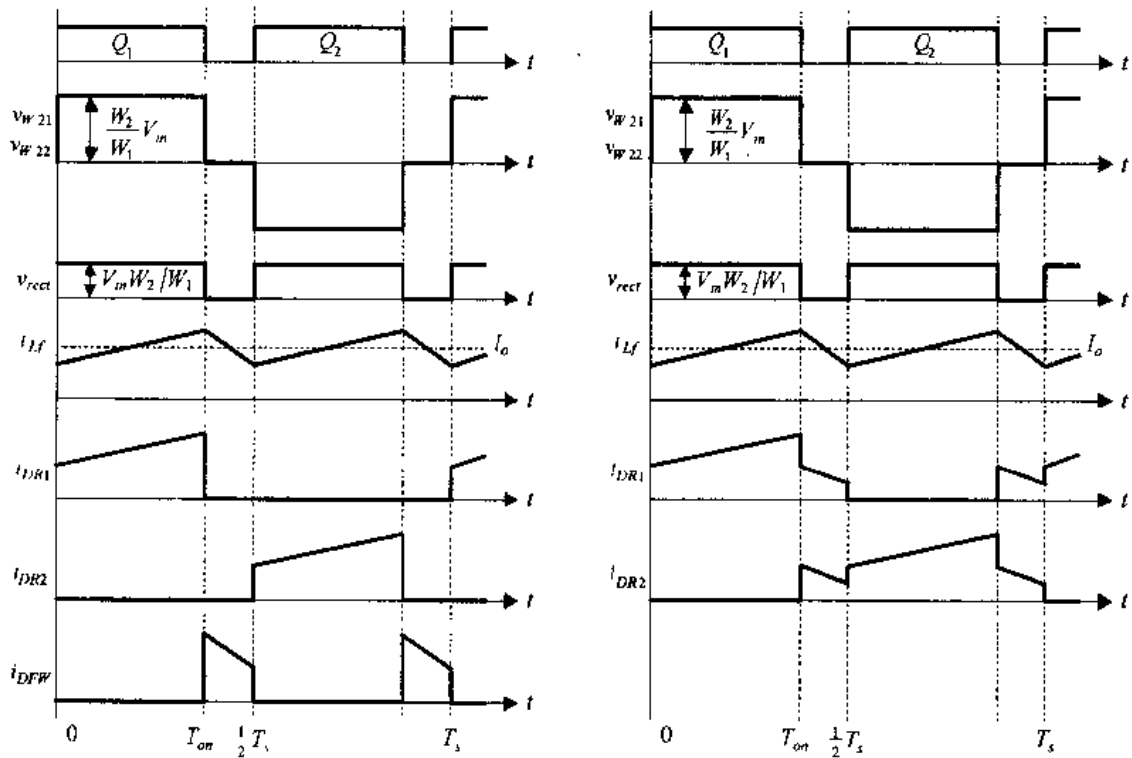 Q1 Q2 t
vW21
vW22
W2
W1
Vin
t
vrect VinW2/W1 t
iLf Io
t
iDR1 t
iDR2 t
iDFW t
0 Ton 1/2 Ts Ts
Q1 Q2 t
vW21
vW22
W2
W1
Vin
t
vrect VinW2/W1 t
iLf Io
t
iDR1 t
iDR2 t
0 Ton 1/2 Ts Ts